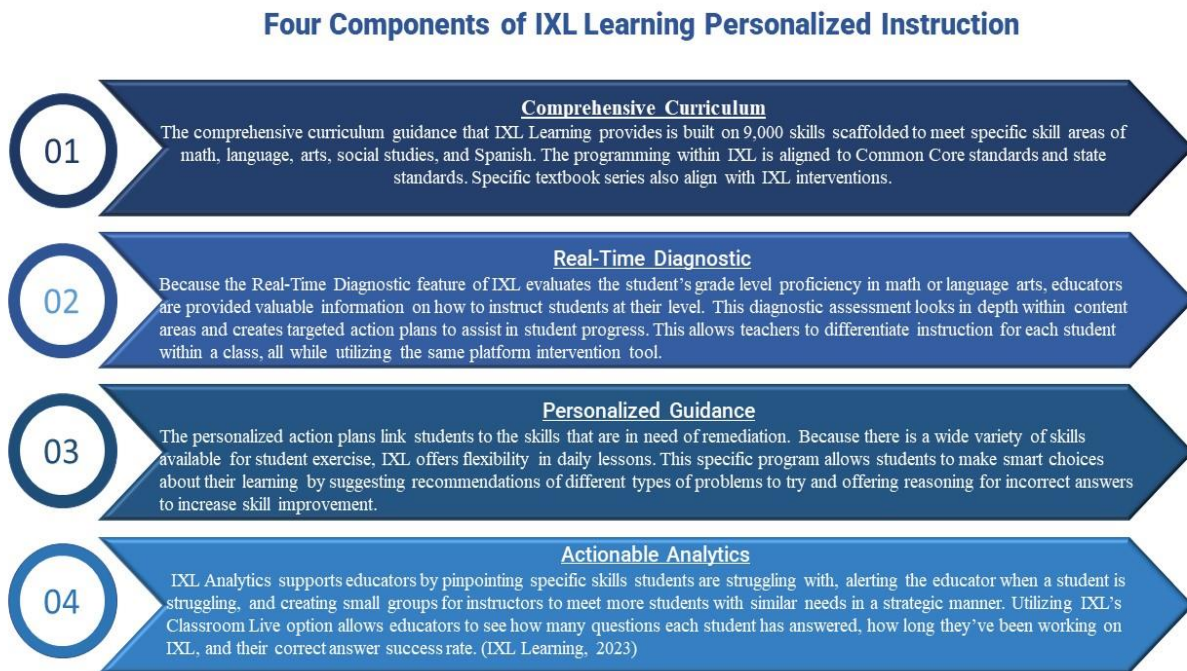 Four Components of IXL Learning Personalized Instruction
01
Comprehensive Curriculum
The comprehensive curriculum guidance that IXL Learning provides is built on 9,000 skills scaffolded to meet specific skill areas of
math, language, arts, social studies, and Spanish. The programming within IXL is aligned to Common Core standards and state
standards. Specific textbook series also align with IXL interventions.
02
Real-Time Diagnostic
Because the Real-Time Diagnostic feature of IXL evaluates the student's grade level proficiency in math or language arts, educators
are provided valuable information on how to instruct students at their level. This diagnostic assessment looks in depth within content
areas and creates targeted action plans to assist in student progress. This allows teachers to differentiate instruction for each student
within a class, all while utilizing the same platform intervention tool.
03
Personalized Guidance
The personalized action plans link students to the skills that are in need of remediation. Because there is a wide variety of skills
available for student exercise, IXL offers flexibility in daily lessons. This specific program allows students to make smart choices
about their learning by suggesting recommendations of different types of problems to try and offering reasoning for incorrect answers
to increase skill improvement.
04
Actionable Analytics
IXL Analytics supports educators by pinpointing specific skills students are struggling with, alerting the educator when a student is
struggling, and creating small groups for instructors to meet more students with similar needs in a strategic manner. Utilizing IXL's
Classroom Live option allows educators to see how many questions each student has answered, how long they've been working on
IXL, and their correct answer success rate. (IXL Learning, 2023)